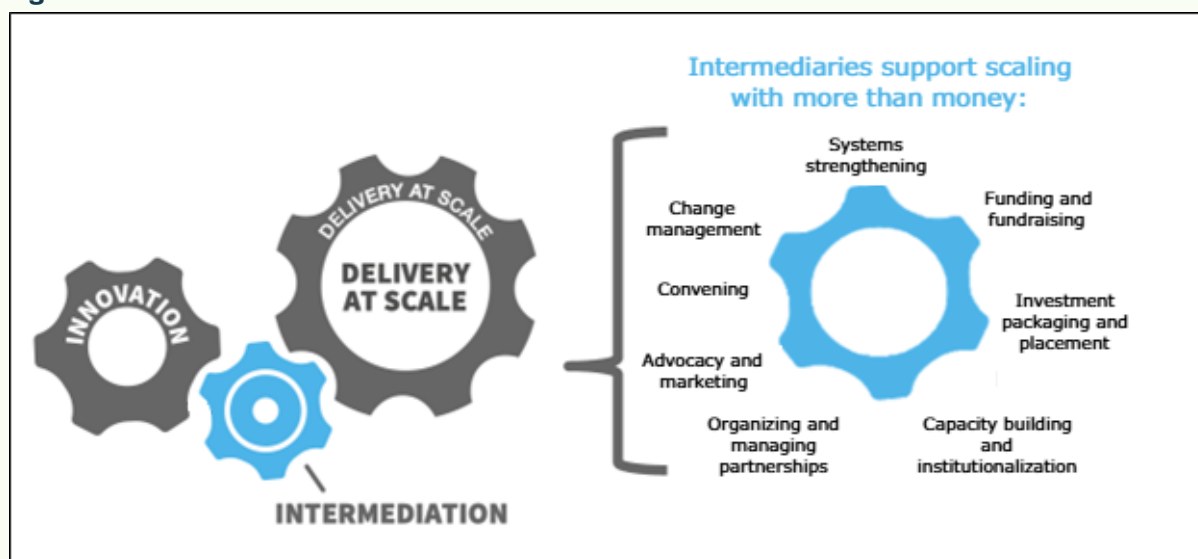 INNOVATION
DELIVERY AT SCALE
DELIVERY
AT SCALE
INTERMEDIATION
Intermediaries support scaling
with more than money:
Systems
strengthening
Funding and
fundraising
Investment
packaging and
placement
Capacity building
and
institutionalization
Organizing and
managing
partnerships
Advocacy and
marketing
Convening
Change
management